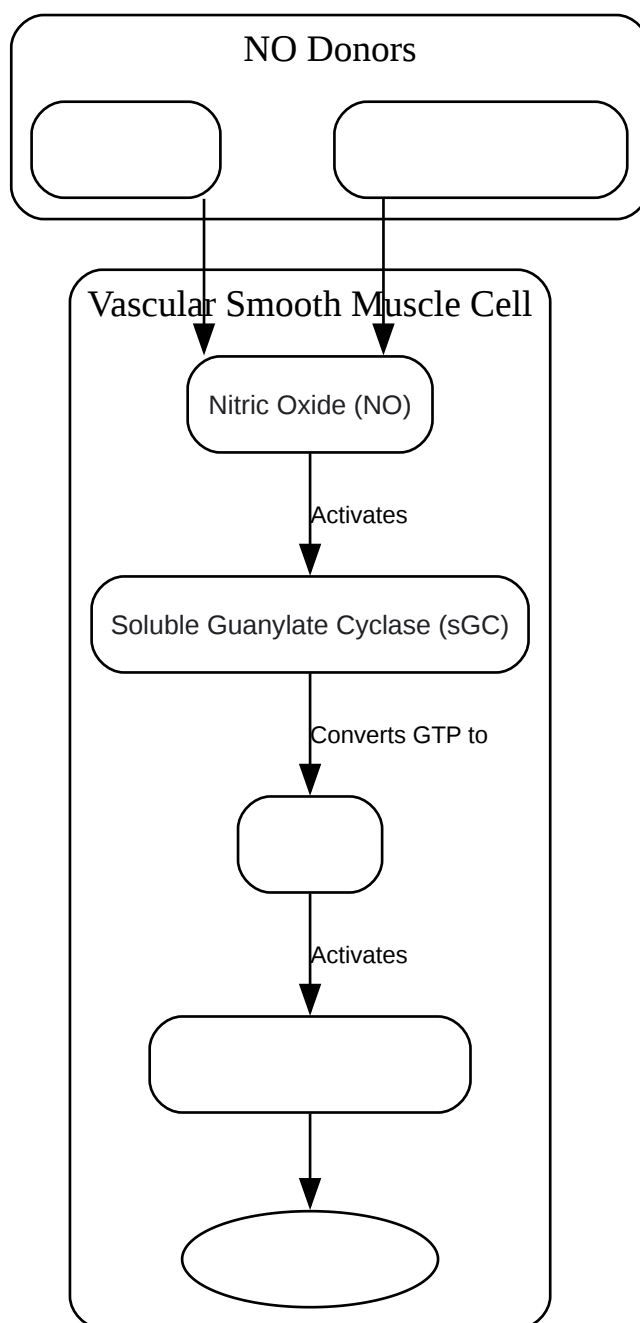 NO Donors
Vascular Smooth Muscle Cell
Nitric Oxide (NO)
Activates
Soluble Guanylate Cyclase (sGC)
Converts GTP to
Activates